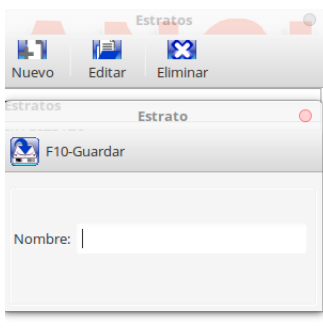 Estratos
Nuevo Editar Eliminar
Estratos
Estrato
F10-Guardar
Nombre: